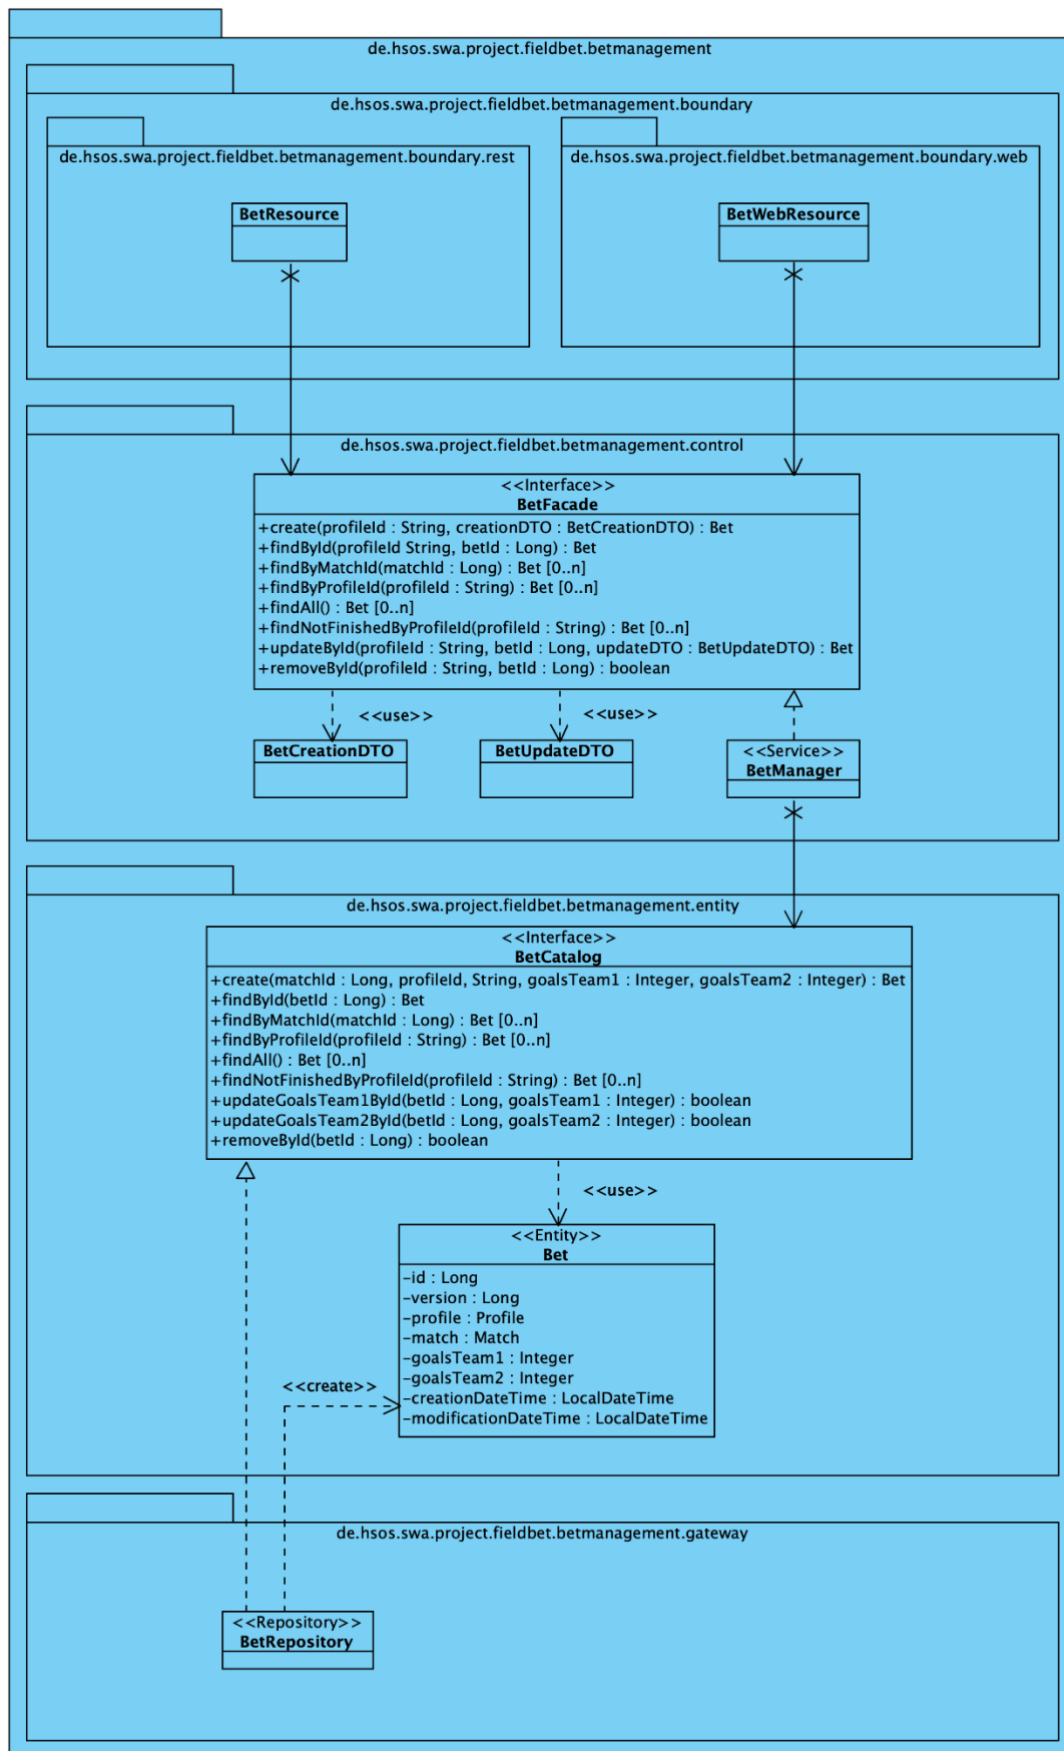 de.hsos.swa.project.fieldbet.betmanagement
de.hsos.swa.project.fieldbet.betmanagement.boundary
de.hsos.swa.project.fieldbet.betmanagement.boundary.rest
BetResource
de.hsos.swa.project.fieldbet.betmanagement.boundary.web
BetWebResource
de.hsos.swa.project.fieldbet.betmanagement.control
<<Interface>>
BetFacade
+create(profileId : String, creationDTO : BetCreationDTO) : Bet
+findById(profileId String, betId : Long) : Bet
+findByMatchId(matchId : Long) : Bet [0..n]
+findByProfileId(profileId : String) : Bet [0..n]
+findAll() : Bet [0..n]
+findNotFinishedByProfileId(profileId : String) : Bet [0..n]
+updateById(profileId : String, betId : Long, updateDTO : BetUpdateDTO) : Bet
+removeById(profileId : String, betId : Long) : boolean
<<use>>
<<use>>
BetCreationDTO
BetUpdateDTO
<<Service>>
BetManager
de.hsos.swa.project.fieldbet.betmanagement.entity
<<Interface>>
BetCatalog
+create(matchId : Long, profileId, String, goalsTeam1 : Integer, goalsTeam2 : Integer) : Bet
+findById(betId : Long) : Bet
+findByMatchId(matchId : Long) : Bet [0..n]
+findByProfileId(profileId : String) : Bet [0..n]
+findAll() : Bet [0..n]
+findNotFinishedByProfileId(profileId : String) : Bet [0..n]
+updateGoalsTeam1ById(betId : Long, goalsTeam1 : Integer) : boolean
+updateGoalsTeam2ById(betId : Long, goalsTeam2 : Integer) : boolean
+removeById(betId : Long) : boolean
<<use>>
<<Entity>>
Bet
-id : Long
-version : Long
-profile : Profile
-match : Match
-goalsTeam1 : Integer
-goalsTeam2 : Integer
-creationDateTime : LocalDateTime
-modificationDateTime : LocalDateTime
<<create>>
de.hsos.swa.project.fieldbet.betmanagement.gateway
<<Repository>>
BetRepository